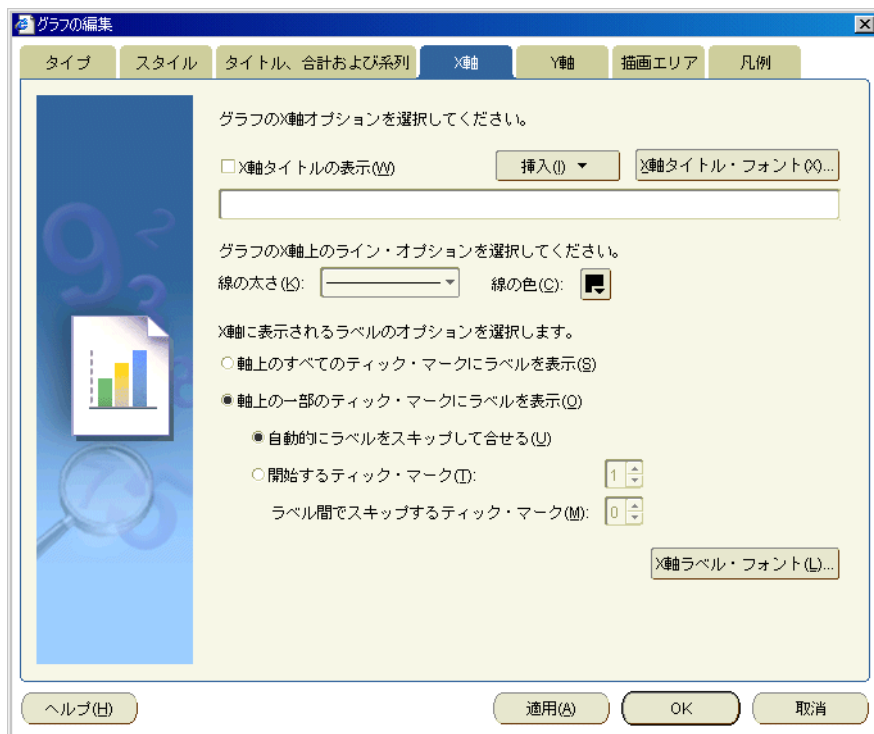 グラフの編集
タイプ スタイル タイトル、合計および系列 X軸 Y軸 描画エリア 凡例
グラフのX軸オプションを選択してください。
X軸タイトルの表示(W) 挿入(I) X軸タイトル・フォント(X)...
グラフのX軸上のライン・オプションを選択してください。
線の太さ(K): 線の色(C):
X軸に表示されるラベルのオプションを選択します。
軸上のすべてのティック・マークにラベルを表示(S)
軸上の一部のティック・マークにラベルを表示(O)
自動的にラベルをスキップして合せる(U)
開始するティック・マーク(T): 1
ラベル間でスキップするティック・マーク(M): 0
X軸ラベル・フォント(L)...
ヘルプ(H) 適用(A) OK 取消